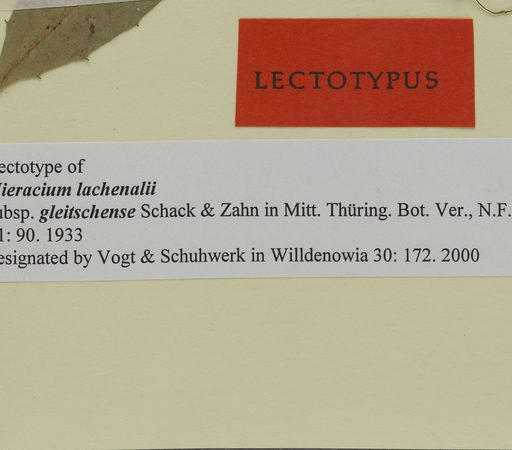 LECTOTYPUS
ectotype of
ieracium lachenalii
ubsp. gleitschense Schack & Zahn in Mitt. Thüring. Bot. Ver., N.F.
1: 90. 1933
esignated by Vogt & Schuhwerk in Willdenowia 30: 172. 2000